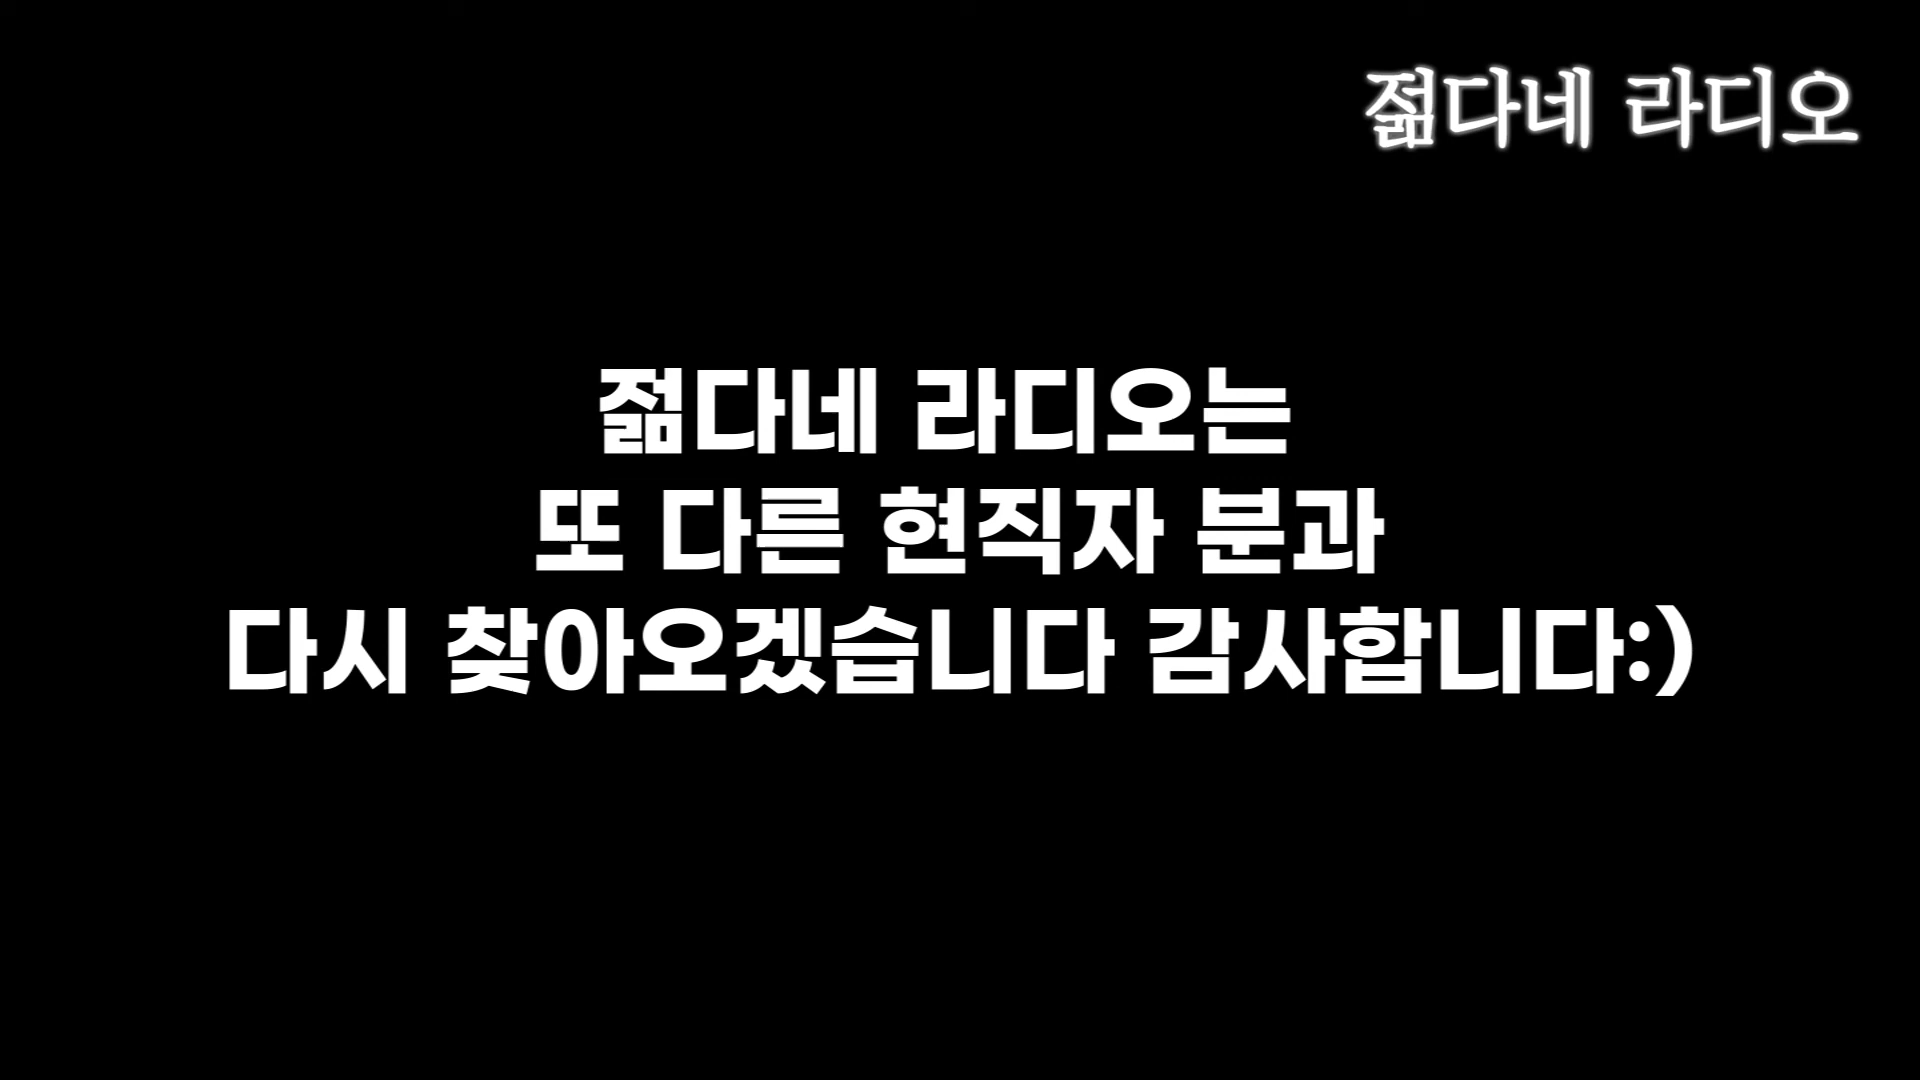 젊다네 라디오
젊다네 라디오는
또 다른 현직자 분과
다시 찾아오겠습니다 감사합니다:)